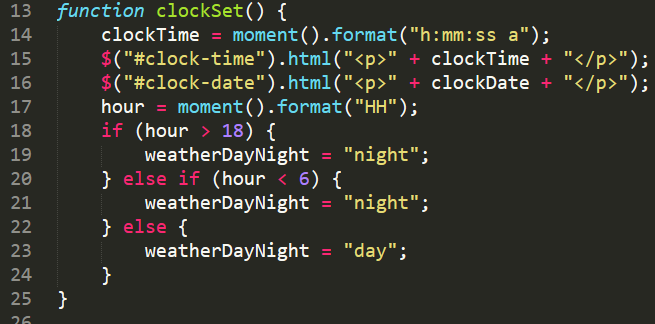 13 function clockSet() {
14     clockTime = moment().format("h:mm:ss a");
15     $("#clock-time").html("<p>" + clockTime + "</p>");
16     $("#clock-date").html("<p>" + clockDate + "</p>");
17     hour = moment().format("HH");
18     if (hour > 18) {
19         weatherDayNight = "night";
20     } else if (hour < 6) {
21         weatherDayNight = "night";
22     } else {
23         weatherDayNight = "day";
24     }
25 }
26